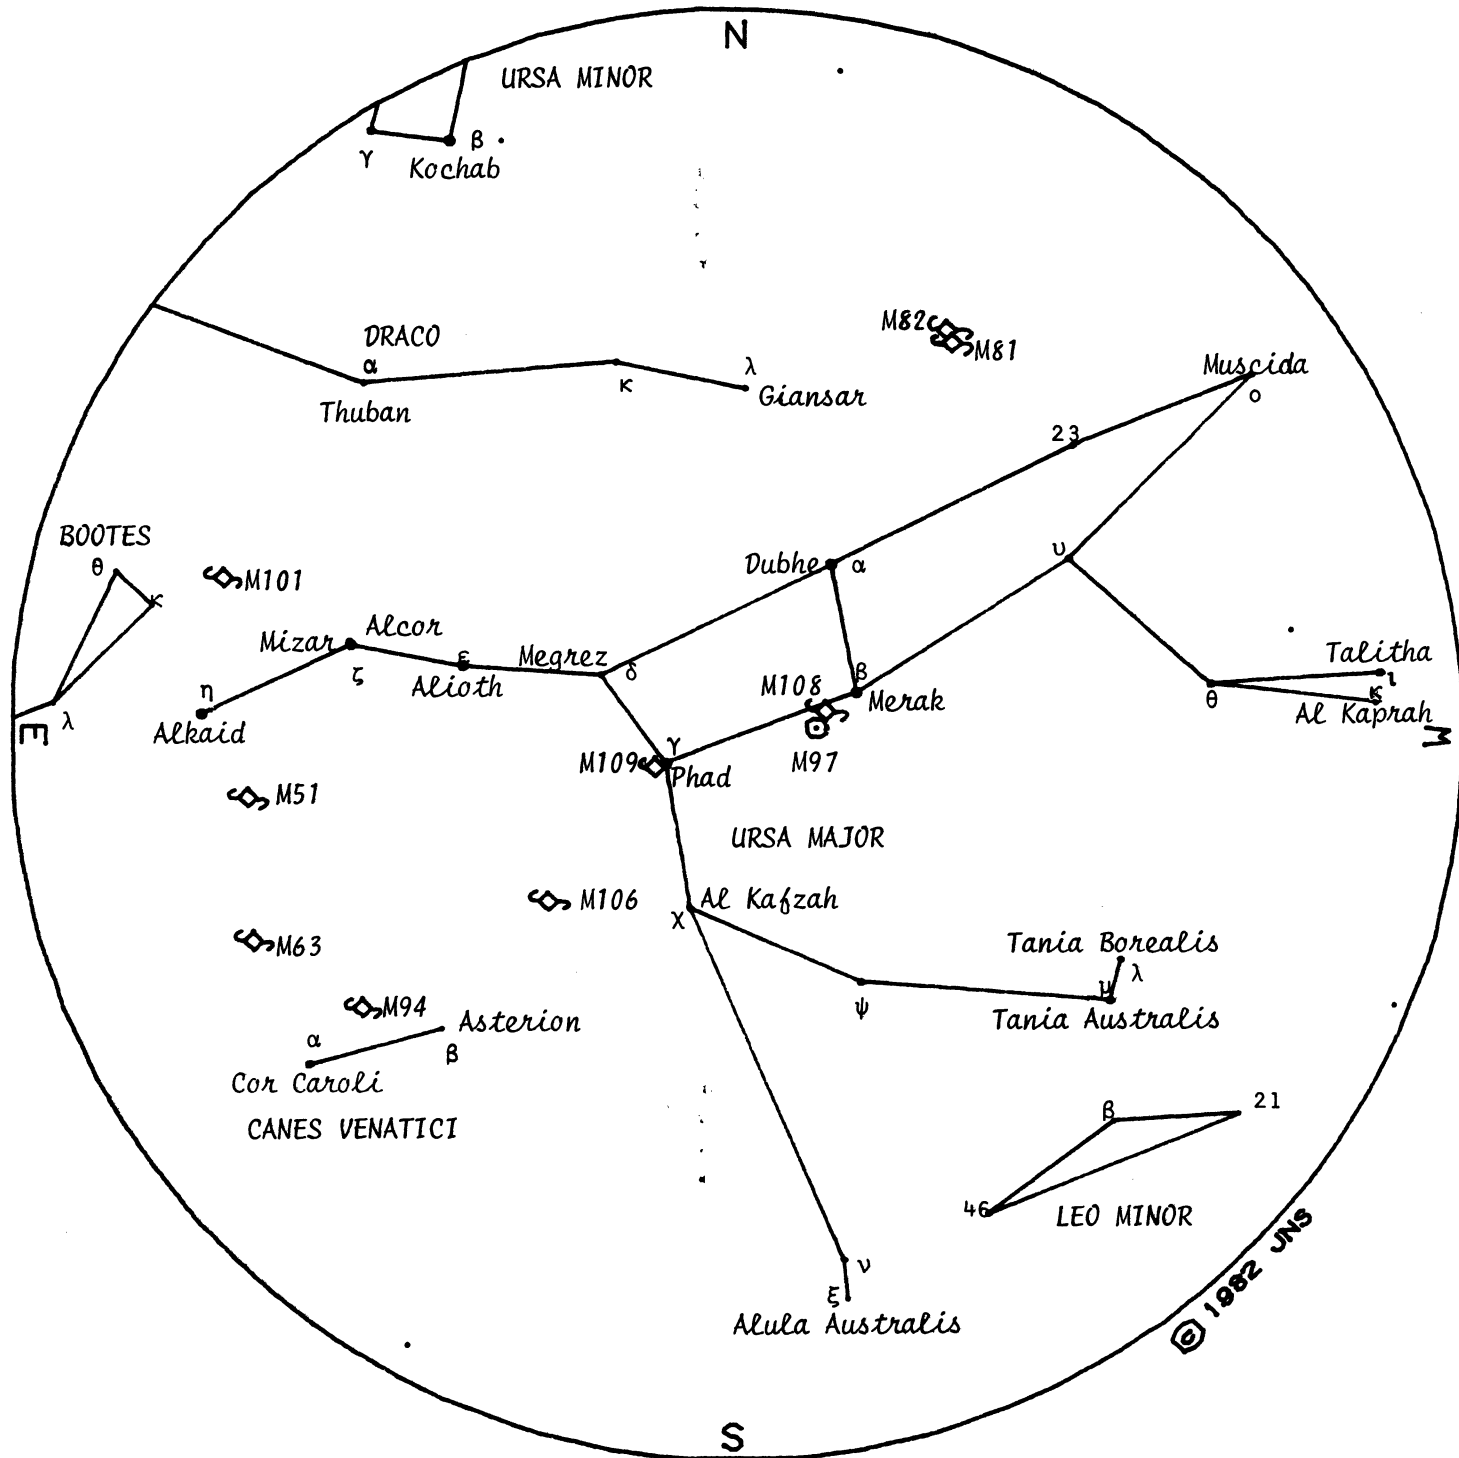 N
URSA MINOR
β
γ
Kochab
DRACO
α
κ
λ
Thuban
Giansar
M82
M81
Muscida
ο
23
BOOTES
θ
κ
λ
M101
Dubhe
α
υ
Mizar
Alcor
ζ
ε
Alioth
Megrez
δ
η
Alkaid
M108
β
Merak
Talitha
ι
θ
κ
Al Kaprah
E
W
M109
γ
Phad
M97
M51
URSA MAJOR
M106
χ
Al Kafzah
M63
Tania Borealis
λ
ψ
μ
Tania Australis
M94
α
Asterion
β
Cor Caroli
CANES VENATICI
β
21
46
LEO MINOR
ν
ξ
Alula Australis
© 1982 JNS
S